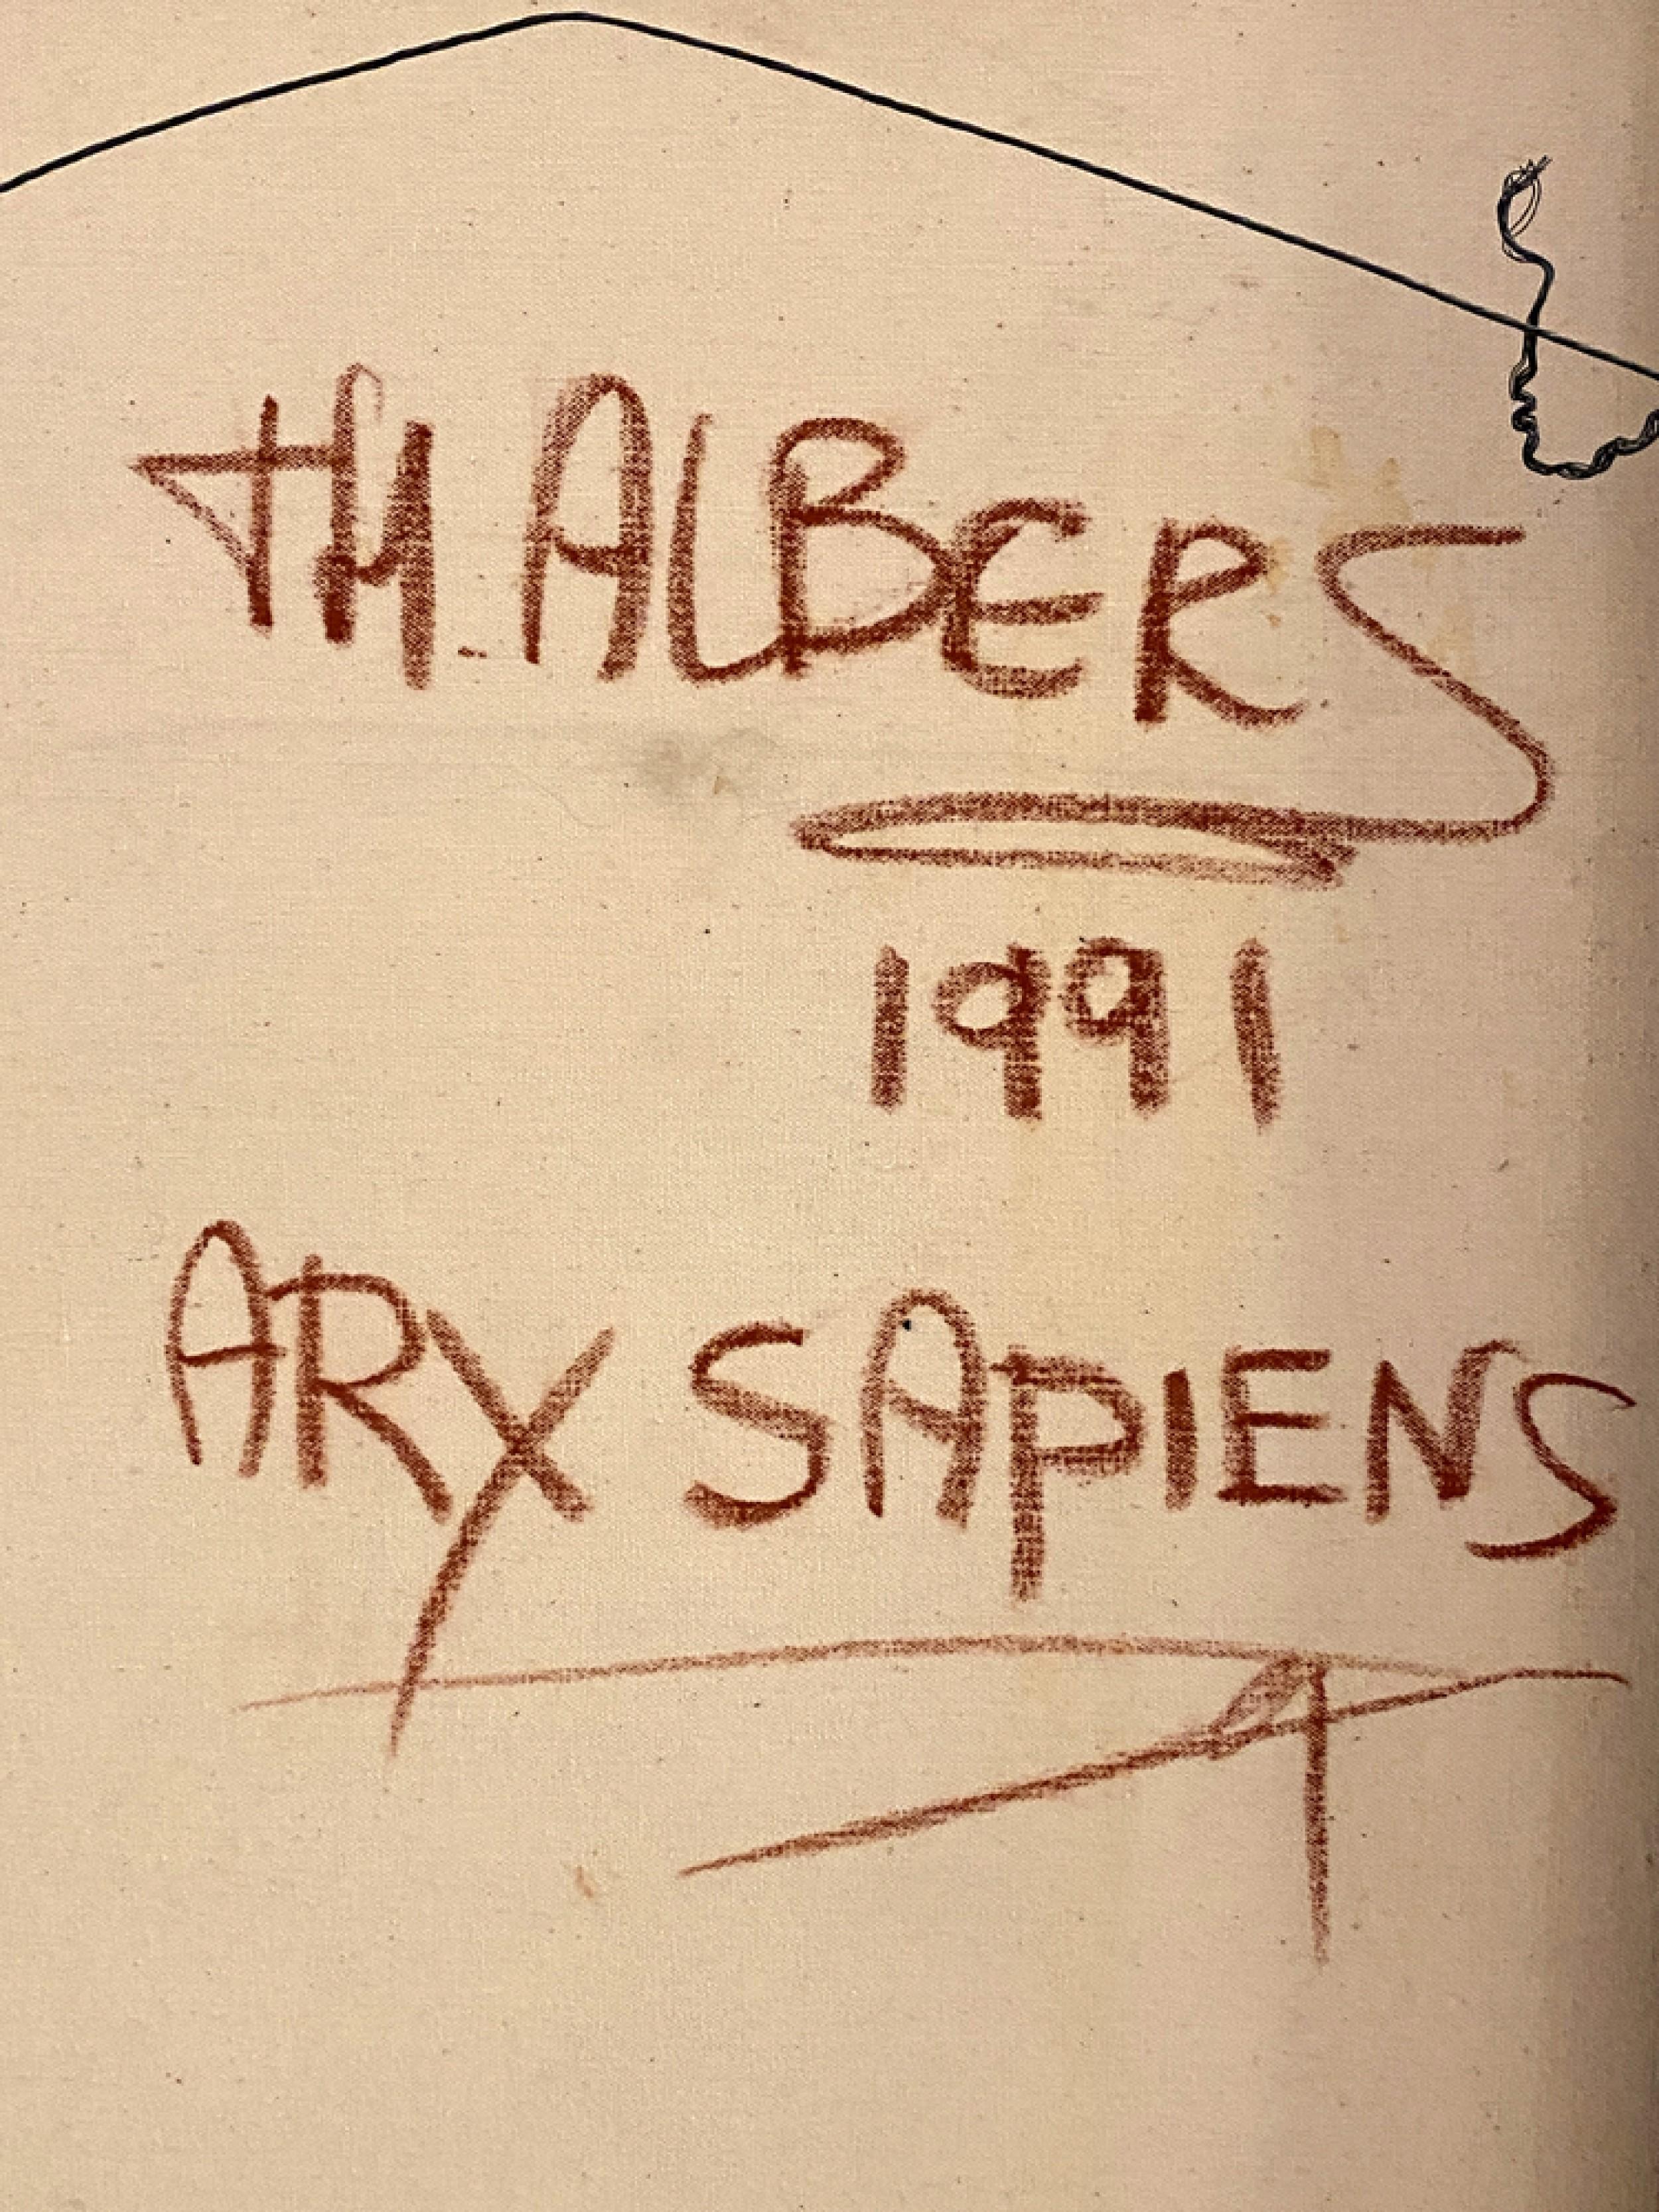 TH. ALBERS
1991
ARX SAPIENS